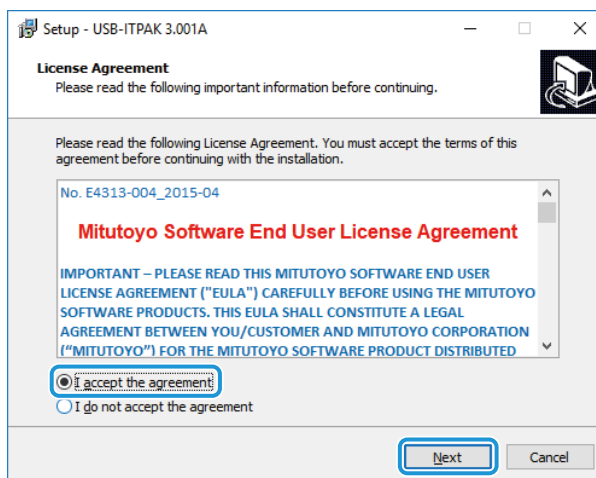 Setup - USB-ITPAK 3.001A
License Agreement
Please read the following important information before continuing.
Please read the following License Agreement. You must accept the terms of this
agreement before continuing with the installation.
No. E4313-004_2015-04
Mitutoyo Software End User License Agreement
IMPORTANT – PLEASE READ THIS MITUTOYO SOFTWARE END USER
LICENSE AGREEMENT ("EULA") CAREFULLY BEFORE USING THE MITUTOYO
SOFTWARE PRODUCTS. THIS EULA SHALL CONSTITUTE A LEGAL
AGREEMENT BETWEEN YOU/CUSTOMER AND MITUTOYO CORPORATION
("MITUTOYO") FOR THE MITUTOYO SOFTWARE PRODUCT DISTRIBUTED
I accept the agreement
I do not accept the agreement
Next
Cancel